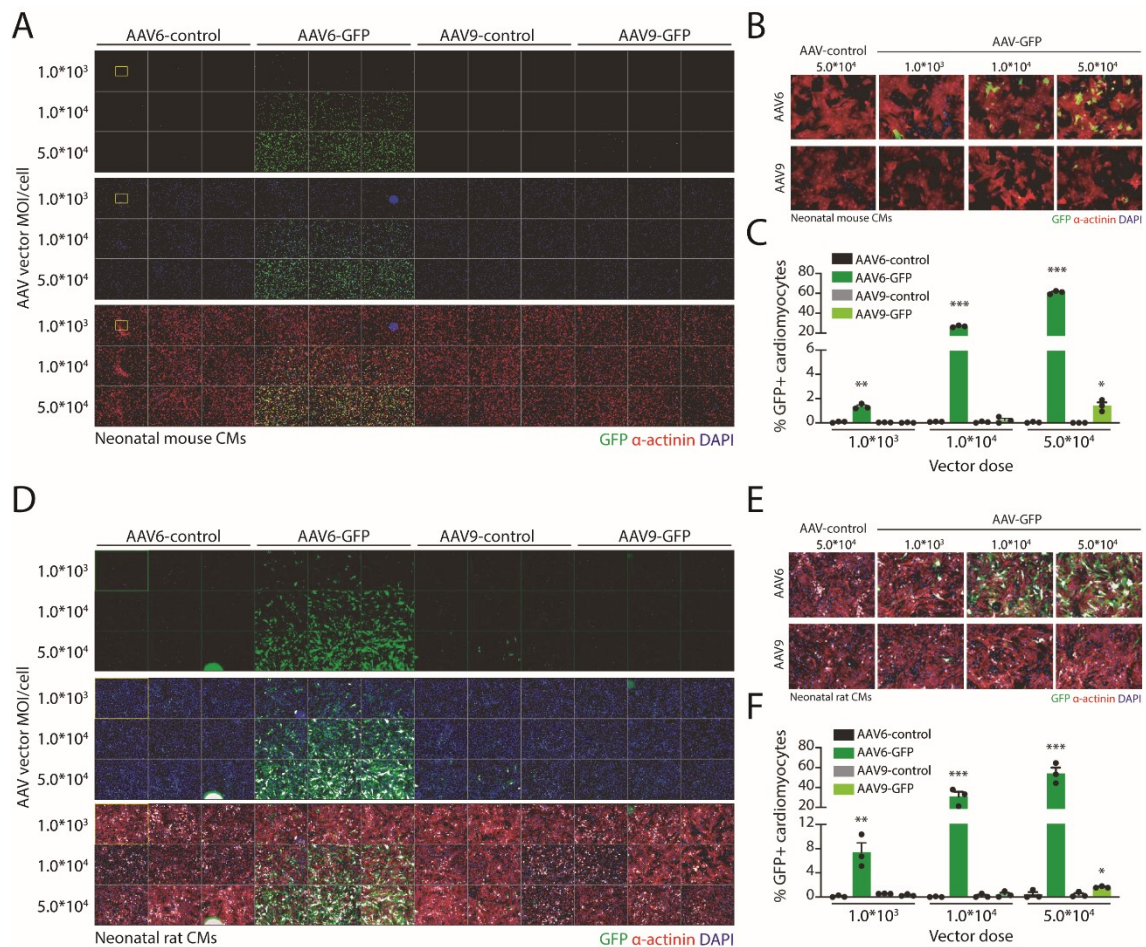 A
AAV6-control AAV6-GFP AAV9-control AAV9-GFP
AAV vector MOI/cell
1.0*10³
1.0*10⁴
5.0*10⁴
1.0*10³
1.0*10⁴
5.0*10⁴
1.0*10³
1.0*10⁴
5.0*10⁴
Neonatal mouse CMs GFP α-actinin DAPI
B
AAV-control AAV-GFP
5.0*10⁴ 1.0*10³ 1.0*10⁴ 5.0*10⁴
AAV6
AAV9
Neonatal mouse CMs GFP α-actinin DAPI
C
% GFP+ cardiomyocytes
AAV6-control
AAV6-GFP
AAV9-control
AAV9-GFP
80
60
40
20
6
4
2
0
** *** *** *
1.0*10³ 1.0*10⁴ 5.0*10⁴
Vector dose
D
AAV6-control AAV6-GFP AAV9-control AAV9-GFP
AAV vector MOI/cell
1.0*10³
1.0*10⁴
5.0*10⁴
1.0*10³
1.0*10⁴
5.0*10⁴
1.0*10³
1.0*10⁴
5.0*10⁴
Neonatal rat CMs GFP α-actinin DAPI
E
AAV-control AAV-GFP
5.0*10⁴ 1.0*10³ 1.0*10⁴ 5.0*10⁴
AAV6
AAV9
Neonatal rat CMs GFP α-actinin DAPI
F
% GFP+ cardiomyocytes
AAV6-control
AAV6-GFP
AAV9-control
AAV9-GFP
80
60
40
20
12
8
4
0
** *** *** *
1.0*10³ 1.0*10⁴ 5.0*10⁴
Vector dose